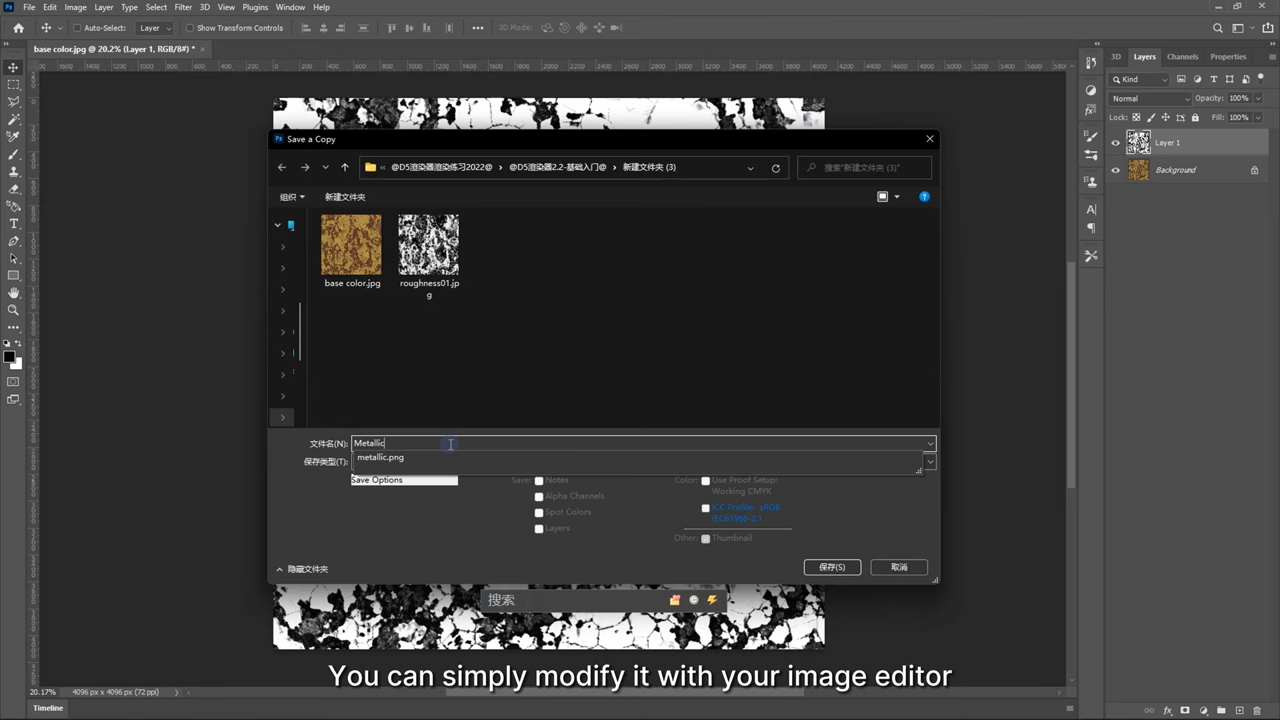 Ps File Edit Image Layer Type Select Filter 3D View Plugins Window Help
Auto-Select: Layer Show Transform Controls 3D Mode:
base color.jpg @ 20.2% (Layer 1, RGB/8#) *
3D Layers Channels Properties
Kind
Normal Opacity: 100%
Lock: Fill: 100%
Layer 1
Background
Ps Save a Copy
@D5渲染器渲染练习2022@ @D5渲染器2.2-基础入门@ 新建文件夹 (3)
搜索"新建文件夹 (3)"
组织 新建文件夹
base color.jpg
roughness01.jp
g
文件名(N): Metallic
metallic.png
保存类型(T):
Save Options Save: Notes Color: Use Proof Setup:
Working CMYK
Alpha Channels
Spot Colors ICC Profile: sRGB
IEC61966-2.1
Layers
Other: Thumbnail
隐藏文件夹 保存(S) 取消
搜索
You can simply modify it with your image editor
20.17% 4096 px x 4096 px (72 ppi)
Timeline